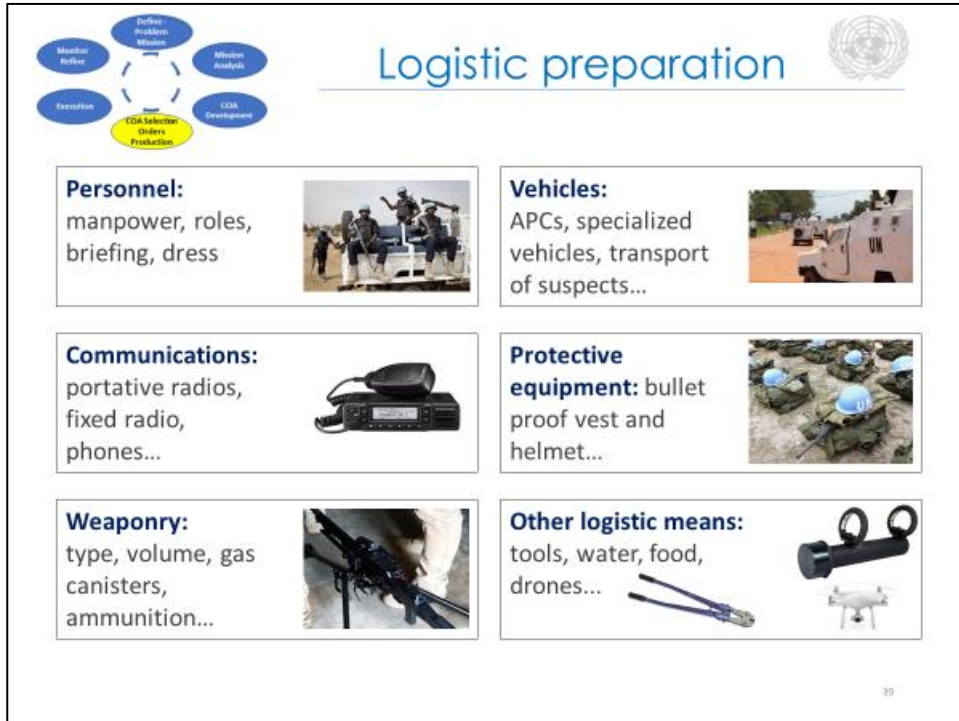 Define -
Problem
Mission
Monitor
Refine
Mission
Analysis
Execution
COA
Development
COA Selection
Orders
Production
Logistic preparation
Personnel:
manpower, roles,
briefing, dress
Vehicles:
APCs, specialized
vehicles, transport
of suspects...
UN
Communications:
portative radios,
fixed radio,
phones...
Protective
equipment: bullet
proof vest and
helmet...
UN
Weaponry:
type, volume, gas
canisters,
ammunition...
Other logistic means:
tools, water, food,
drones...
39